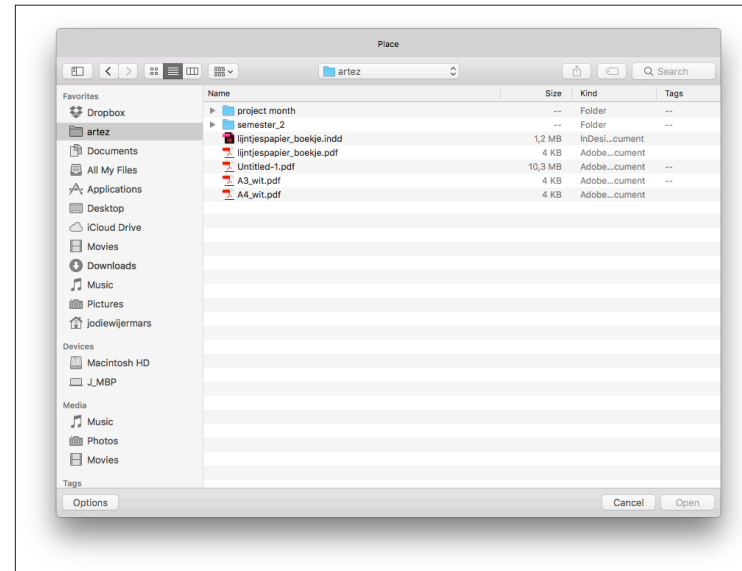 Place
artez
Search
Favorites
Dropbox
artez
Documents
All My Files
Applications
Desktop
iCloud Drive
Movies
Downloads
Music
Pictures
jodiewijermars
Devices
Macintosh HD
J_MBP
Media
Music
Photos
Movies
Tags
Name Size Kind Tags
project month -- Folder --
semester_2 -- Folder --
lijntjespapier_boekje.indd 1,2 MB InDesi...cument
lijntjespapier_boekje.pdf 4 KB Adobe...cument
Untitled-1.pdf 10,3 MB Adobe...cument --
A3_wit.pdf 4 KB Adobe...cument --
A4_wit.pdf 4 KB Adobe...cument
Options Cancel Open